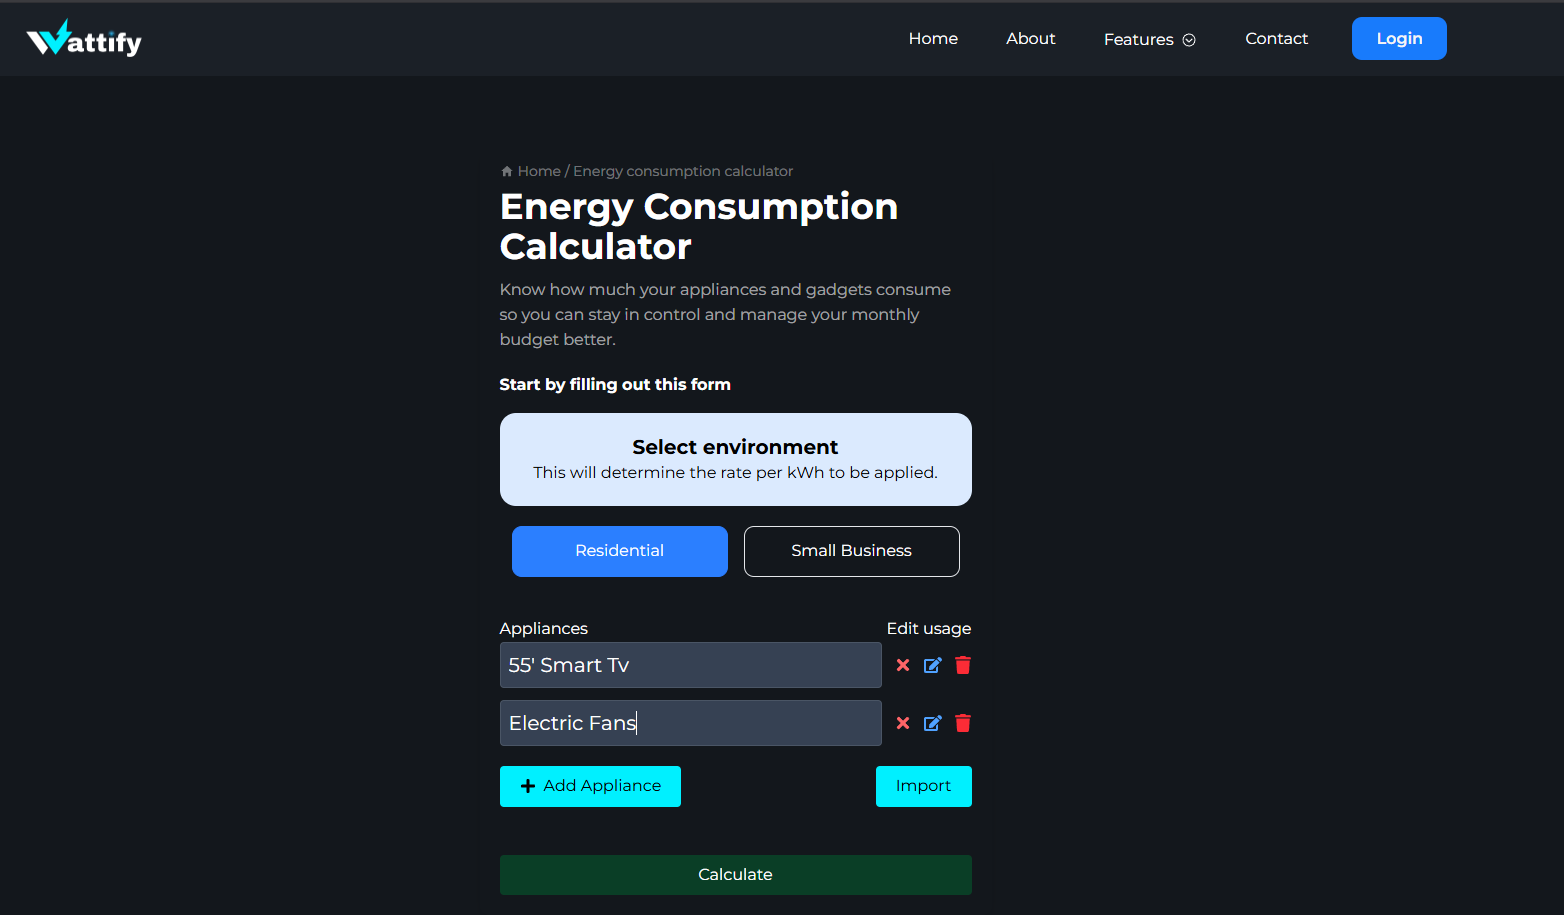 Wattify
Home About Features Contact Login
Home / Energy consumption calculator
Energy Consumption
Calculator
Know how much your appliances and gadgets consume
so you can stay in control and manage your monthly
budget better.
Start by filling out this form
Select environment
This will determine the rate per kWh to be applied.
Residential Small Business
Appliances Edit usage
55' Smart Tv
Electric Fans
Add Appliance Import
Calculate